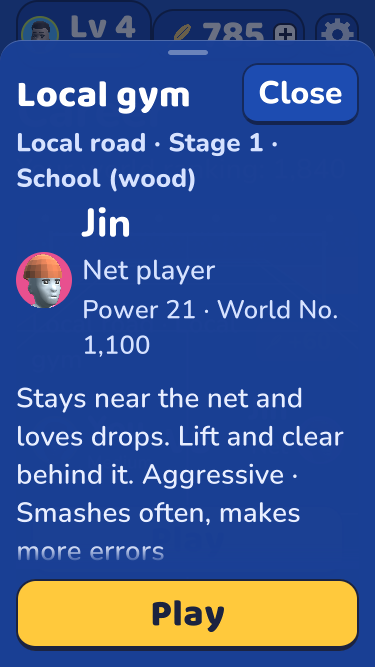 Lv 4
785
Local gym
Close
Local road · Stage 1 ·
School (wood)
Jin
Net player
Power 21 · World No.
1,100
Stays near the net and
loves drops. Lift and clear
behind it. Aggressive ·
Smashes often, makes
more errors
Play